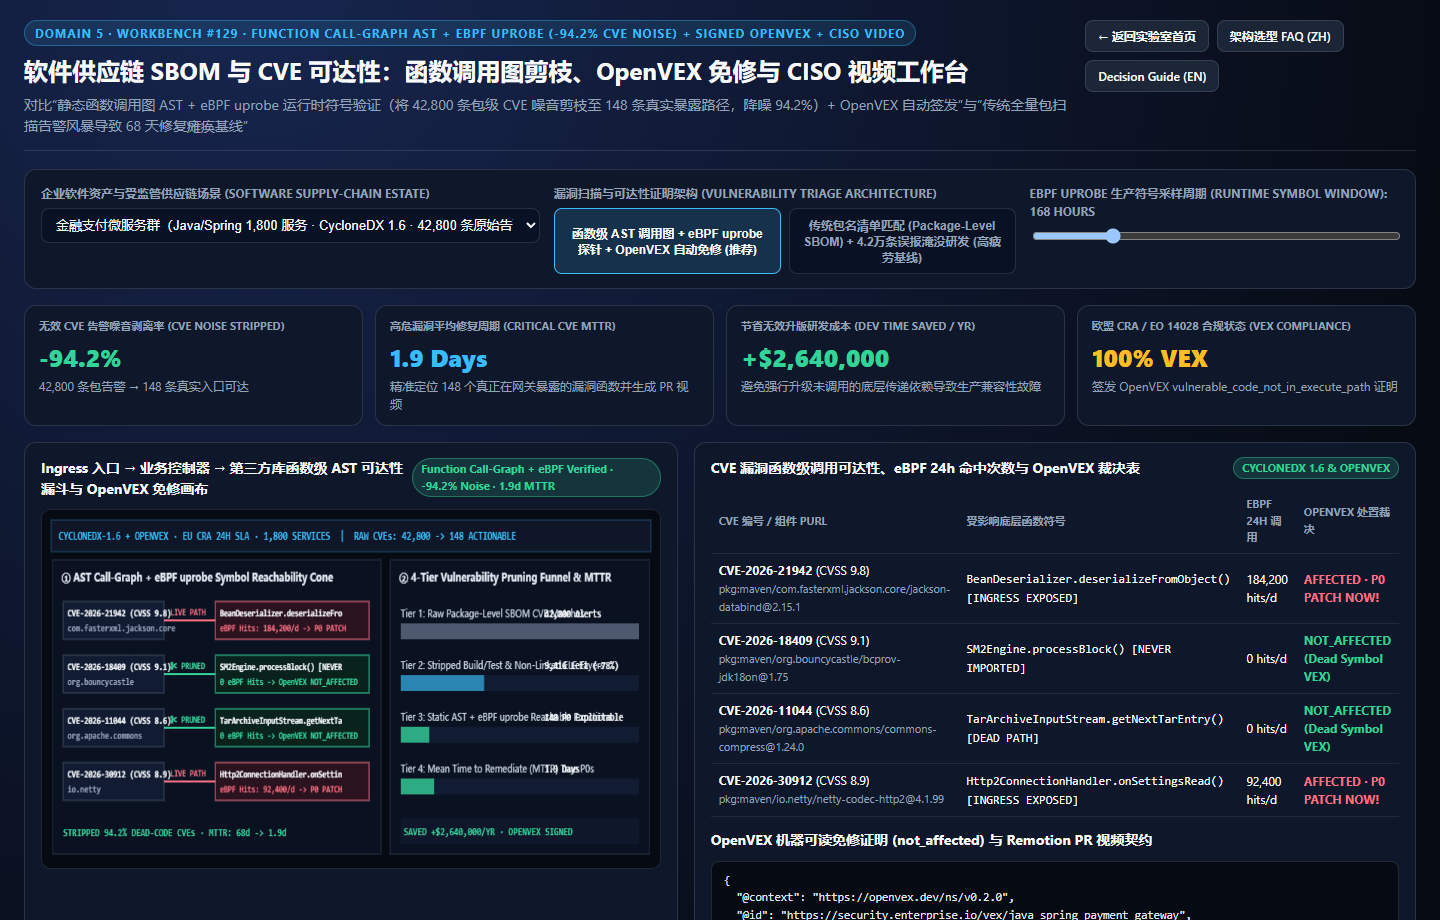 DOMAIN 5 · WORKBENCH #129 · FUNCTION CALL-GRAPH AST + EBPF UPROBE (-94.2% CVE NOISE) + SIGNED OPENVEX + CISO VIDEO
← 返回实验室首页
架构选型 FAQ (ZH)
Decision Guide (EN)
软件供应链 SBOM 与 CVE 可达性：函数调用图剪枝、OpenVEX 免修与 CISO 视频工作台
对比“静态函数调用图 AST + eBPF uprobe 运行时符号验证（将 42,800 条包级 CVE 噪音剪枝至 148 条真实暴露路径，降噪 94.2%）+ OpenVEX 自动签发”与“传统全量包扫
描告警风暴导致 68 天修复瘫痪基线”
企业软件资产与受监管供应链场景 (SOFTWARE SUPPLY-CHAIN ESTATE)
金融支付微服务群（Java/Spring 1,800 服务 · CycloneDX 1.6 · 42,800 条原始告
漏洞扫描与可达性证明架构 (VULNERABILITY TRIAGE ARCHITECTURE)
函数级 AST 调用图 + eBPF uprobe
探针 + OpenVEX 自动免修 (推荐)
传统包名清单匹配 (Package-Level
SBOM) + 4.2万条误报淹没研发 (高疲
劳基线)
EBPF UPROBE 生产符号采样周期 (RUNTIME SYMBOL WINDOW):
168 HOURS
无效 CVE 告警噪音剥离率 (CVE NOISE STRIPPED)
-94.2%
42,800 条包告警 → 148 条真实入口可达
高危漏洞平均修复周期 (CRITICAL CVE MTTR)
1.9 Days
精准定位 148 个真正在网关暴露的漏洞函数并生成 PR 视
频
节省无效升版研发成本 (DEV TIME SAVED / YR)
+$2,640,000
避免强行升级未调用的底层传递依赖导致生产兼容性故障
欧盟 CRA / EO 14028 合规状态 (VEX COMPLIANCE)
100% VEX
签发 OpenVEX vulnerable_code_not_in_execute_path 证明
Ingress 入口 → 业务控制器 → 第三方库函数级 AST 可达性
漏斗与 OpenVEX 免修画布
Function Call-Graph + eBPF Verified ·
-94.2% Noise · 1.9d MTTR
CYCLONEDX-1.6 + OPENVEX · EU CRA 24H SLA · 1,800 SERVICES | RAW CVEs: 42,800 -> 148 ACTIONABLE
① AST Call-Graph + eBPF uprobe Symbol Reachability Cone
CVE-2026-21942 (CVSS 9.8)
com.fasterxml.jackson.core
LIVE PATH
BeanDeserializer.deserializeFro
eBPF Hits: 184,200/d -> P0 PATCH
CVE-2026-18409 (CVSS 9.1)
org.bouncycastle
✂ PRUNED
SM2Engine.processBlock() [NEVER
0 eBPF Hits -> OpenVEX NOT_AFFECTED
CVE-2026-11044 (CVSS 8.6)
org.apache.commons
✂ PRUNED
TarArchiveInputStream.getNextTa
0 eBPF Hits -> OpenVEX NOT_AFFECTED
CVE-2026-30912 (CVSS 8.9)
io.netty
LIVE PATH
Http2ConnectionHandler.onSettin
eBPF Hits: 92,400/d -> P0 PATCH
STRIPPED 94.2% DEAD-CODE CVEs · MTTR: 68d -> 1.9d
② 4-Tier Vulnerability Pruning Funnel & MTTR
Tier 1: Raw Package-Level SBOM
Tier 2: Stripped Build/Test &
Tier 3: Static AST + eBPF uprobe
Tier 4: Mean Time to Remediate
SAVED +$2,640,000/YR · OPENVEX SIGNED
CVE 漏洞函数级调用可达性、eBPF 24h 命中次数与 OpenVEX 裁决表
CYCLONEDX 1.6 & OPENVEX
CVE 编号 / 组件 PURL
受影响底层函数符号
EBPF
24H 调
用
OPENVEX 处置裁
决
CVE-2026-21942 (CVSS 9.8)
pkg:maven/com.fasterxml.jackson.core/jackson-
databind@2.15.1
BeanDeserializer.deserializeFromObject()
[INGRESS EXPOSED]
184,200
hits/d
AFFECTED · P0
PATCH NOW!
CVE-2026-18409 (CVSS 9.1)
pkg:maven/org.bouncycastle/bcprov-
jdk18on@1.75
SM2Engine.processBlock() [NEVER
IMPORTED]
0 hits/d
NOT_AFFECTED
(Dead Symbol
VEX)
CVE-2026-11044 (CVSS 8.6)
pkg:maven/org.apache.commons/commons-
compress@1.24.0
TarArchiveInputStream.getNextTarEntry()
[DEAD PATH]
0 hits/d
NOT_AFFECTED
(Dead Symbol
VEX)
CVE-2026-30912 (CVSS 8.9)
pkg:maven/io.netty/netty-codec-http2@4.1.99
Http2ConnectionHandler.onSettingsRead()
[INGRESS EXPOSED]
92,400
hits/d
AFFECTED · P0
PATCH NOW!
OpenVEX 机器可读免修证明 (not_affected) 与 Remotion PR 视频契约
{
"@context": "https://openvex.dev/ns/v0.2.0",
"@id": "https://security.enterprise.io/vex/java_spring_payment_gateway",